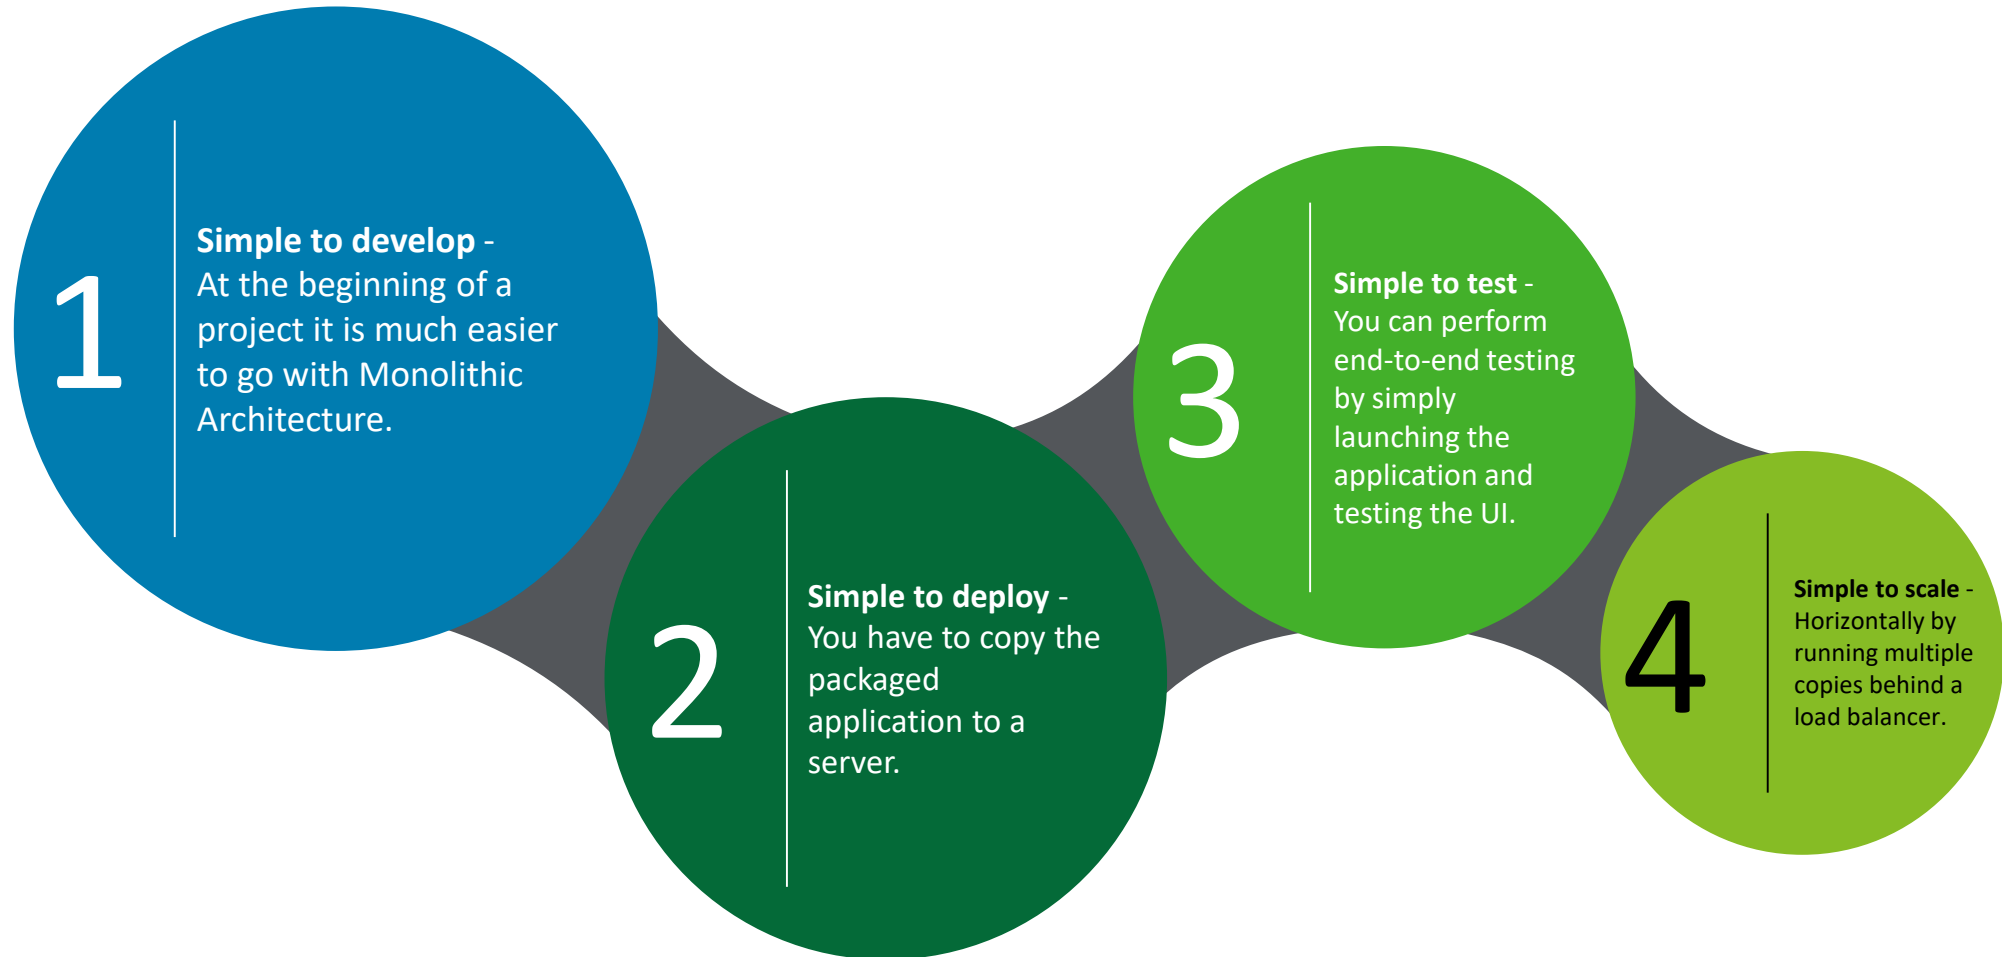 1
Simple to develop -
At the beginning of a
project it is much easier
to go with Monolithic
Architecture.
2
Simple to deploy -
You have to copy the
packaged
application to a
server.
3
Simple to test -
You can perform
end-to-end testing
by simply
launching the
application and
testing the UI.
4
Simple to scale -
Horizontally by
running multiple
copies behind a
load balancer.